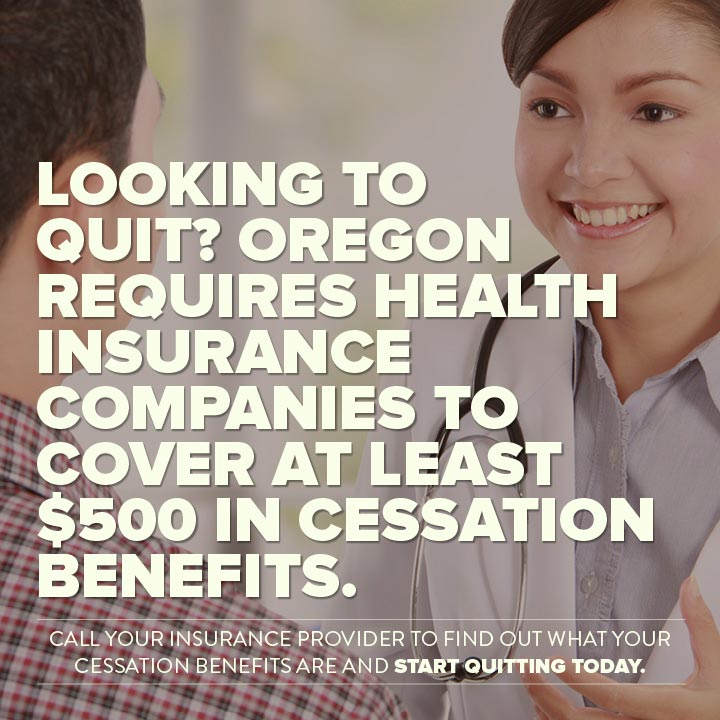 LOOKING TO
QUIT? OREGON
REQUIRES HEALTH
INSURANCE
COMPANIES TO
COVER AT LEAST
$500 IN CESSATION
BENEFITS.
CALL YOUR INSURANCE PROVIDER TO FIND OUT WHAT YOUR
CESSATION BENEFITS ARE AND START QUITTING TODAY.